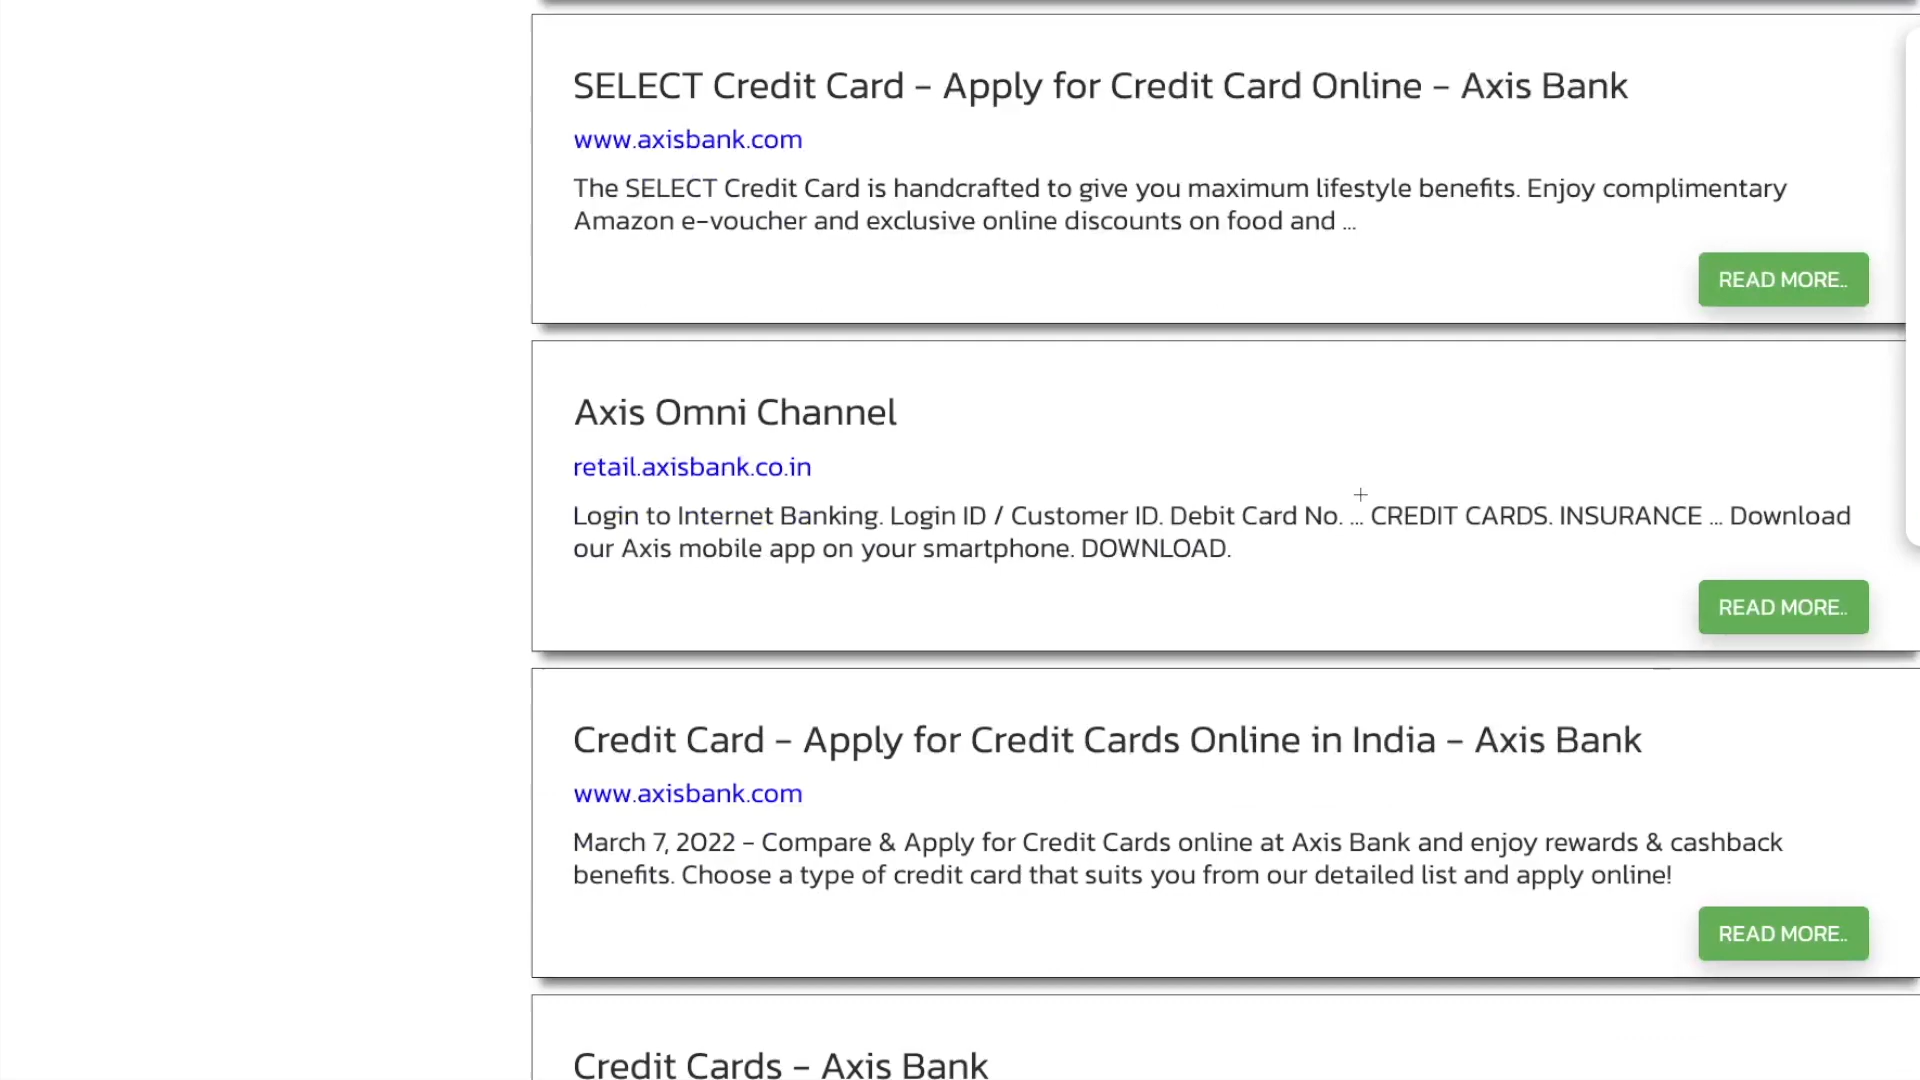 SELECT Credit Card - Apply for Credit Card Online - Axis Bank
www.axisbank.com
The SELECT Credit Card is handcrafted to give you maximum lifestyle benefits. Enjoy complimentary
Amazon e-voucher and exclusive online discounts on food and ...
READ MORE..
Axis Omni Channel
retail.axisbank.co.in
Login to Internet Banking. Login ID / Customer ID. Debit Card No. ... CREDIT CARDS. INSURANCE ... Download
our Axis mobile app on your smartphone. DOWNLOAD.
READ MORE..
Credit Card - Apply for Credit Cards Online in India - Axis Bank
www.axisbank.com
March 7, 2022 - Compare & Apply for Credit Cards online at Axis Bank and enjoy rewards & cashback
benefits. Choose a type of credit card that suits you from our detailed list and apply online!
READ MORE..
Credit Cards - Axis Bank